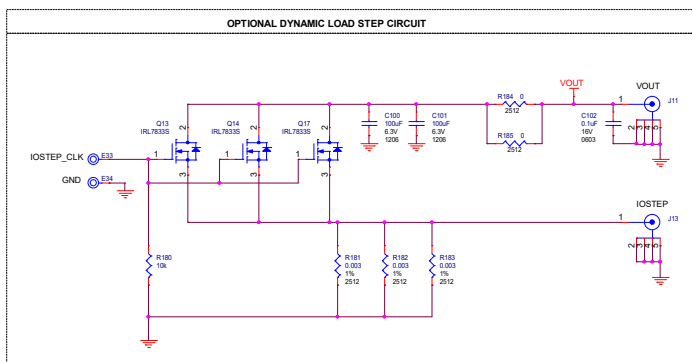 OPTIONAL DYNAMIC LOAD STEP CIRCUIT
VOUT
VOUT
R184 0
2512
1
J11
2 3 4 5
Q13
IRL7833S
Q14
IRL7833S
Q17
IRL7833S
2
2
2
C100
100uF
6.3V
1206
C101
100uF
6.3V
1206
C102
0.1uF
16V
0603
R185 0
2512
IOSTEP_CLK
E33
1
1
1
GND
E34
3
3
3
IOSTEP
1
J13
2 3 4 5
R180
10k
R181
0.003
1%
2512
R182
0.003
1%
2512
R183
0.003
1%
2512